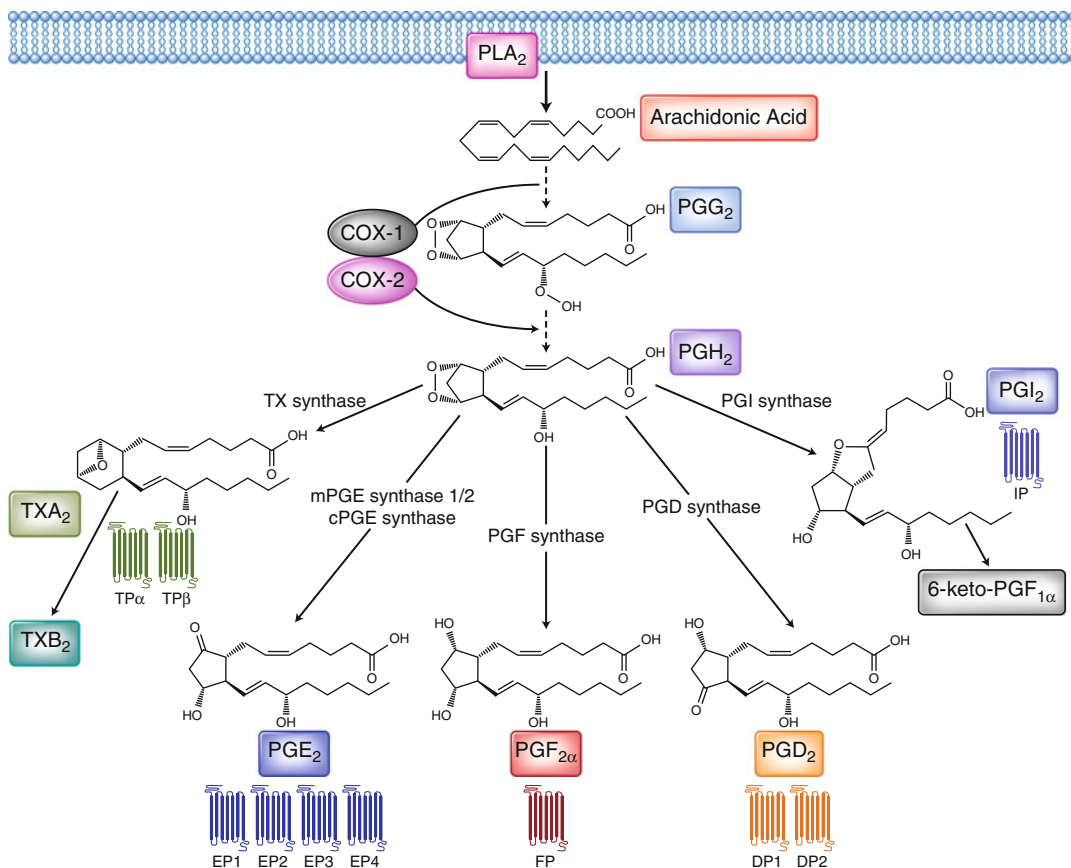 PLA₂
COOH
Arachidonic Acid
OH
O
PGG₂
COX-1
O
O
COX-2
O
OH
PGH₂
OH
O
O
O
OH
TX synthase
PGI synthase
O
OH
PGI₂
IP
O
HO
OH
6-keto-PGF₁α
OH
O
O
OH
TXA₂
TPα TPβ
TXB₂
mPGE synthase 1/2
cPGE synthase
PGF synthase
PGD synthase
O
OH
O
HO
OH
PGE₂
EP1 EP2 EP3 EP4
HO
OH
O
HO
OH
PGF₂α
FP
HO
OH
O
O
OH
PGD₂
DP1 DP2